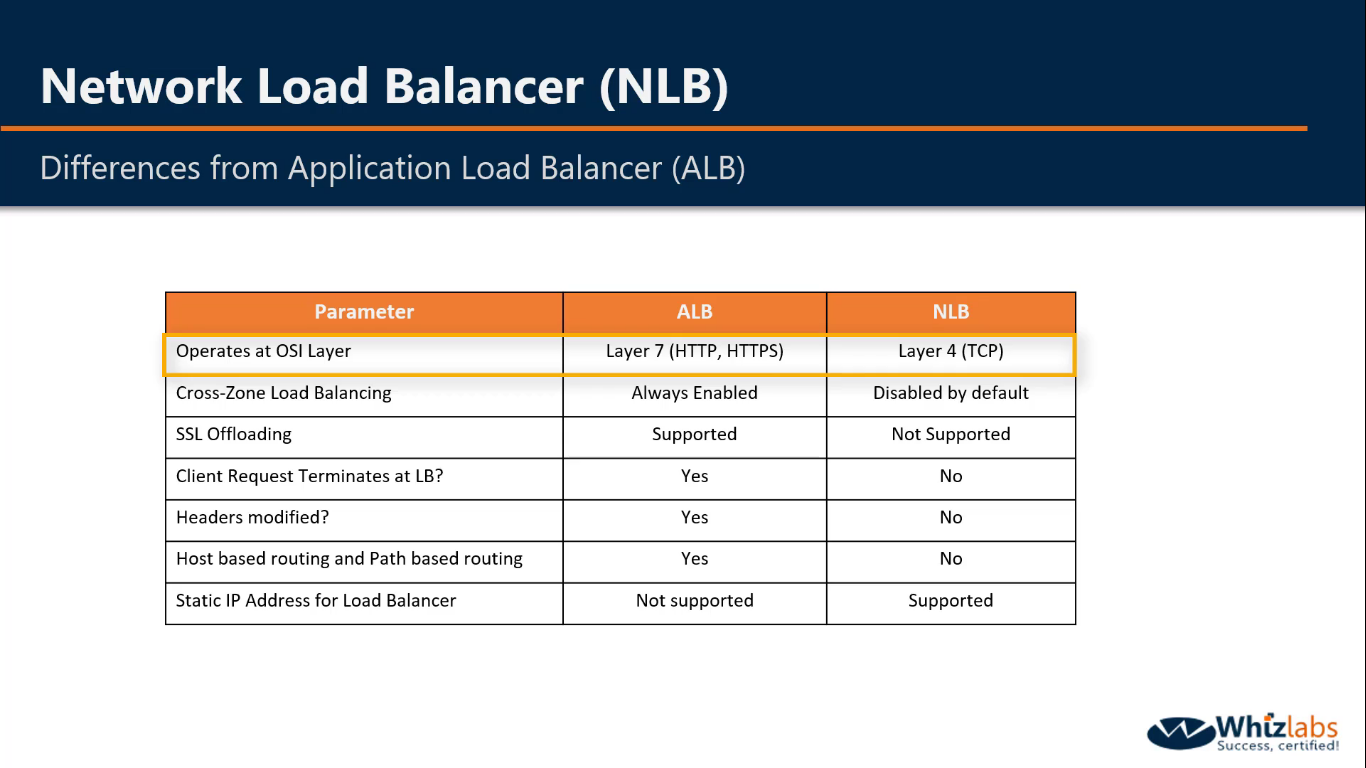 Network Load Balancer (NLB)
Differences from Application Load Balancer (ALB)
Parameter ALB NLB
Operates at OSI Layer Layer 7 (HTTP, HTTPS) Layer 4 (TCP)
Cross-Zone Load Balancing Always Enabled Disabled by default
SSL Offloading Supported Not Supported
Client Request Terminates at LB? Yes No
Headers modified? Yes No
Host based routing and Path based routing Yes No
Static IP Address for Load Balancer Not supported Supported
Whizlabs
Success, certified!